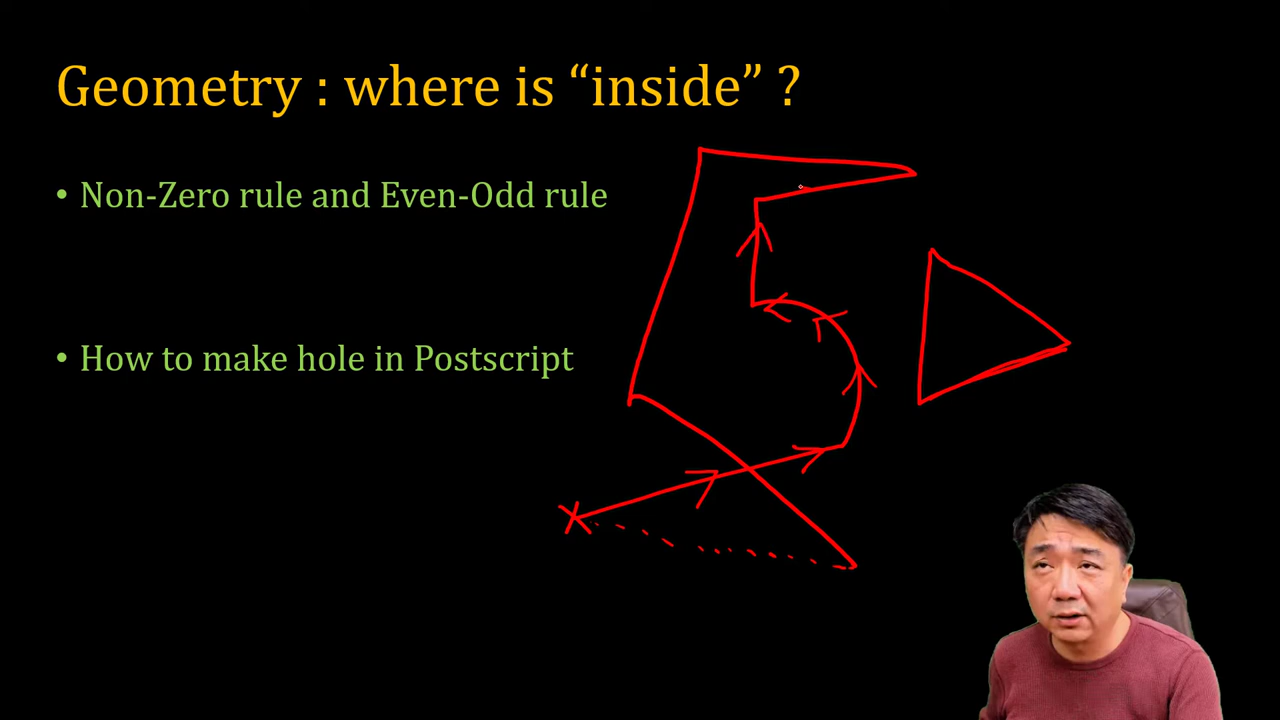 Geometry : where is “inside” ?
• Non-Zero rule and Even-Odd rule
• How to make hole in Postscript